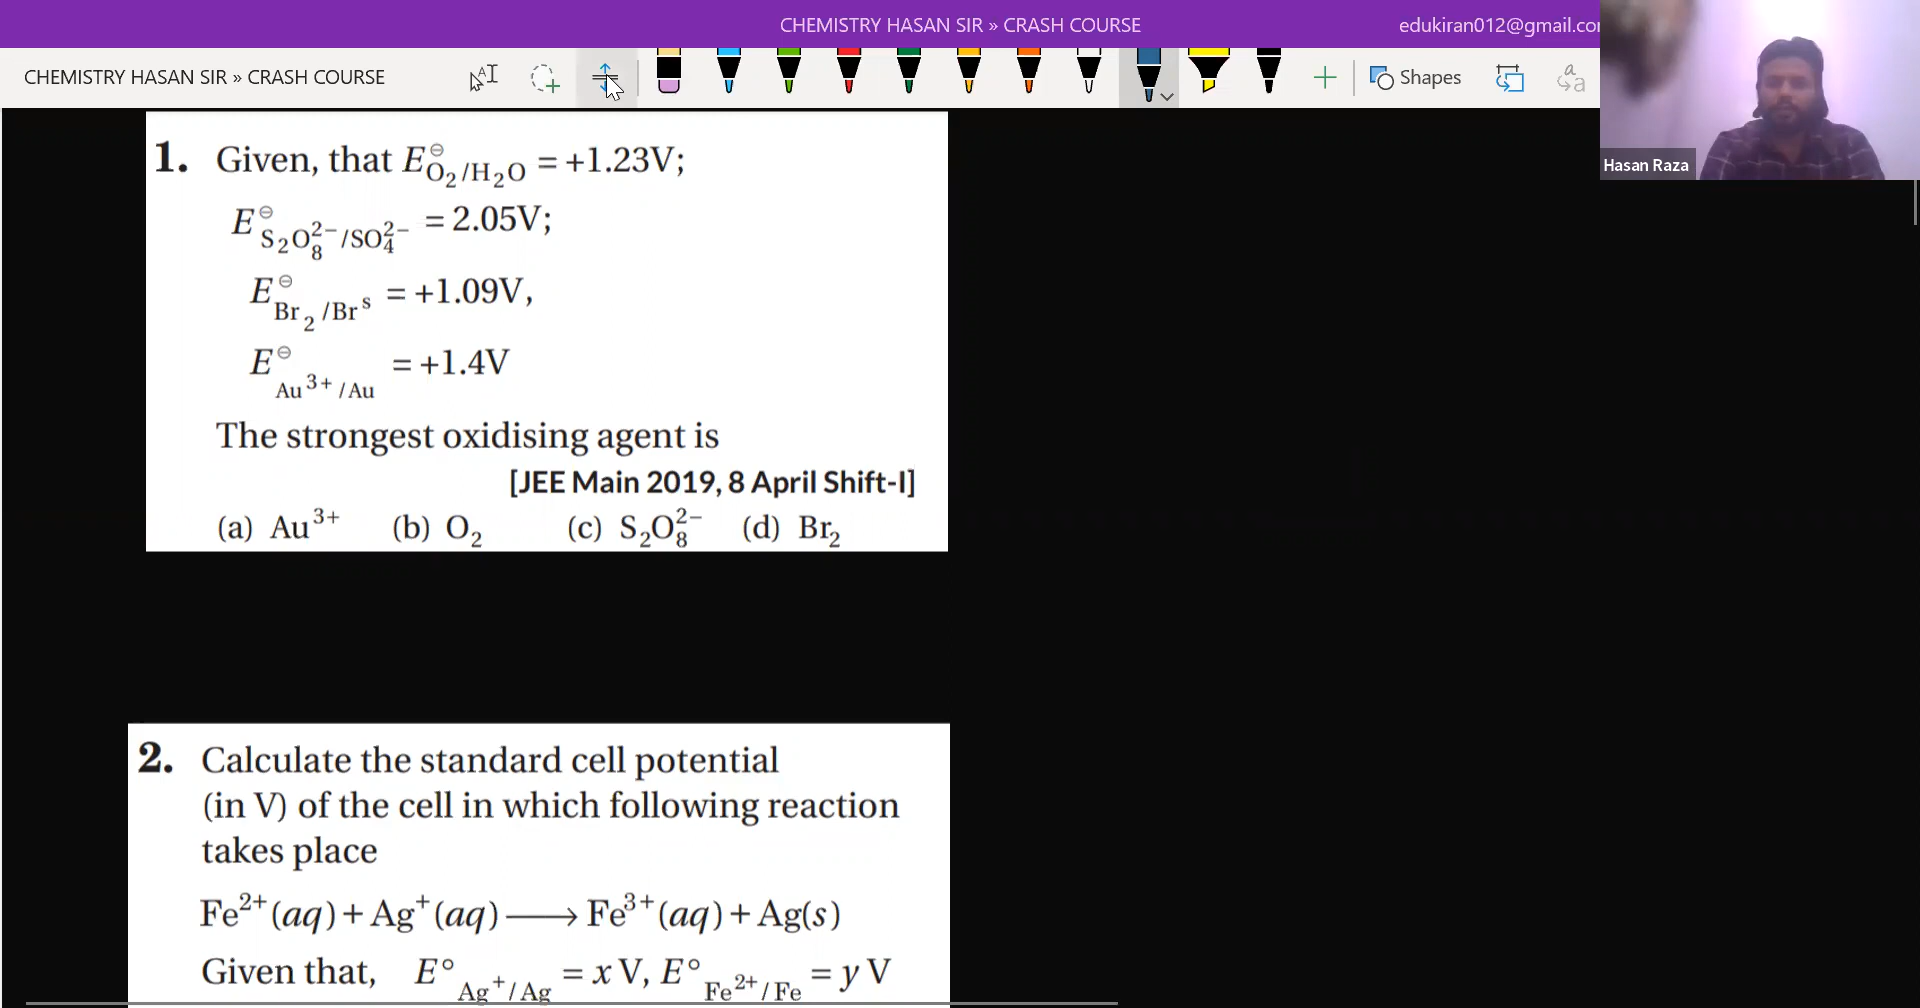 CHEMISTRY HASAN SIR » CRASH COURSE
edukiran012@gmail.co
CHEMISTRY HASAN SIR » CRASH COURSE
Shapes
Hasan Raza
1. Given, that E⊖ O₂/H₂O = +1.23V;
E⊖ S₂O₈²⁻/SO₄²⁻ = 2.05V;
E⊖ Br₂/Brˢ = +1.09V,
E⊖ Au³⁺/Au = +1.4V
The strongest oxidising agent is
[JEE Main 2019, 8 April Shift-I]
(a) Au³⁺ (b) O₂ (c) S₂O₈²⁻ (d) Br₂
2. Calculate the standard cell potential
(in V) of the cell in which following reaction
takes place
Fe²⁺(aq) + Ag⁺(aq) ⟶ Fe³⁺(aq) + Ag(s)
Given that, E° Ag⁺/Ag = x V, E° Fe²⁺/Fe = y V